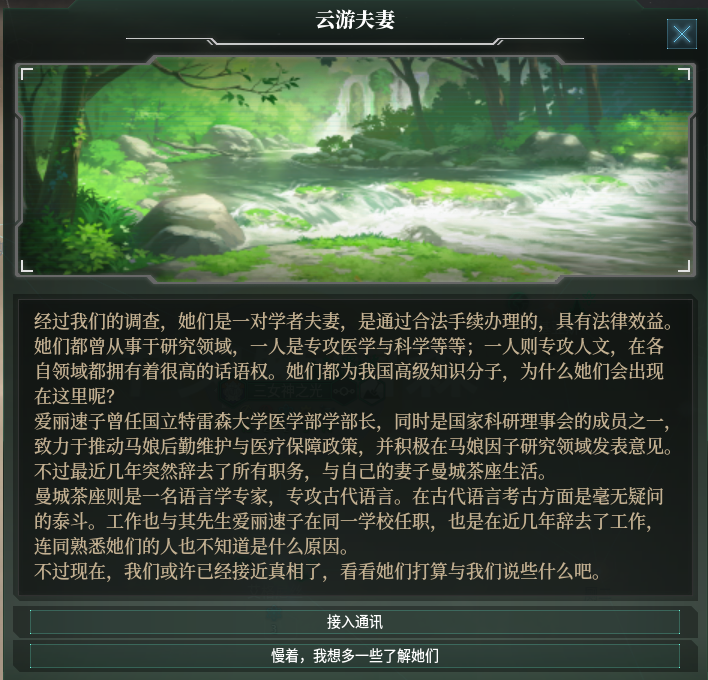 云游夫妻
经过我们的调查，她们是一对学者夫妻，是通过合法手续办理的，具有法律效益。
她们都曾从事于研究领域，一人是专攻医学与科学等等；一人则专攻人文，在各
自领域都拥有着很高的话语权。她们都为我国高级知识分子，为什么她们会出现
在这里呢？
爱丽速子曾任国立特雷森大学医学部学部长，同时是国家科研理事会的成员之一，
致力于推动马娘后勤维护与医疗保障政策，并积极在马娘因子研究领域发表意见。
不过最近几年突然辞去了所有职务，与自己的妻子曼城茶座生活。
曼城茶座则是一名语言学专家，专攻古代语言。在古代语言考古方面是毫无疑问
的泰斗。工作也与其先生爱丽速子在同一学校任职，也是在近几年辞去了工作，
连同熟悉她们的人也不知道是什么原因。
不过现在，我们或许已经接近真相了，看看她们打算与我们说些什么吧。
接入通讯
慢着，我想多一些了解她们